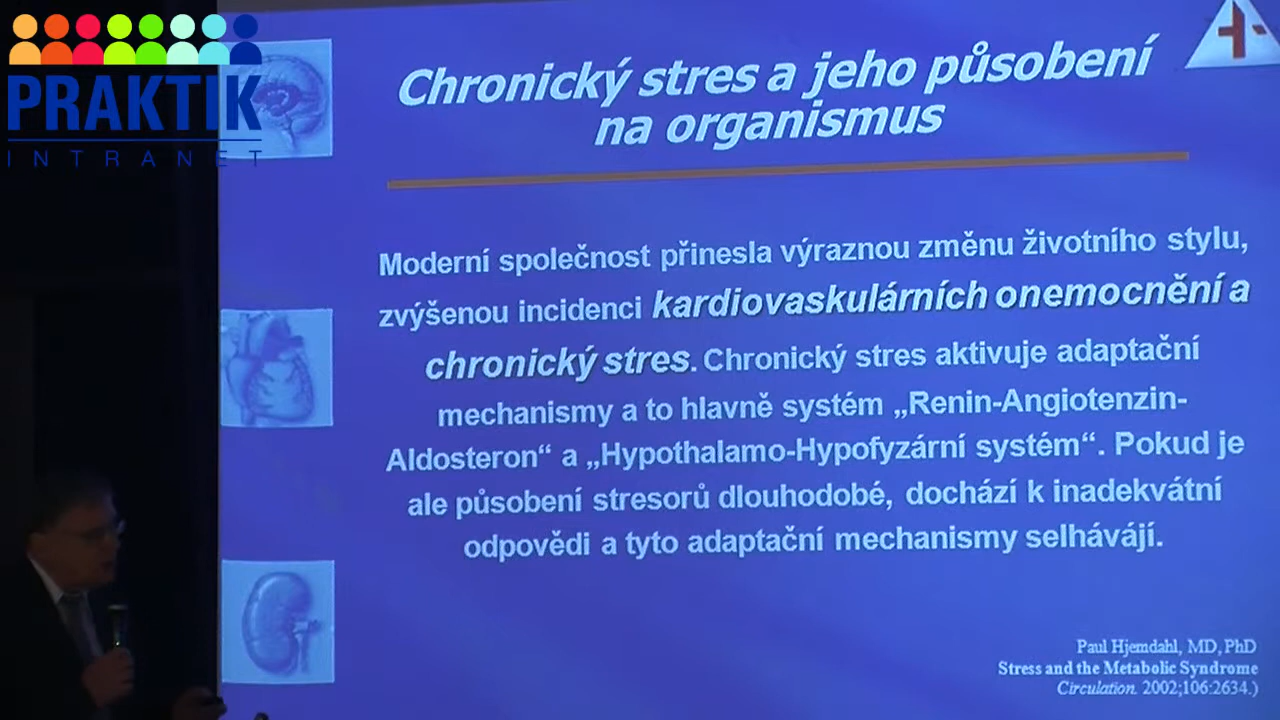 PRAKTIK
INTRANET
Chronický stres a jeho působení
na organismus
Moderní společnost přinesla výraznou změnu životního stylu,
zvýšenou incidenci kardiovaskulárních onemocnění a
chronický stres. Chronický stres aktivuje adaptační
mechanismy a to hlavně systém „Renin-Angiotenzin-
Aldosteron“ a „Hypothalamo-Hypofyzární systém“. Pokud je
ale působení stresorů dlouhodobé, dochází k inadekvátní
odpovědi a tyto adaptační mechanismy selhávájí.
Paul Hjemdahl, MD, PhD
Stress and the Metabolic Syndrome
Circulation. 2002;106:2634.)